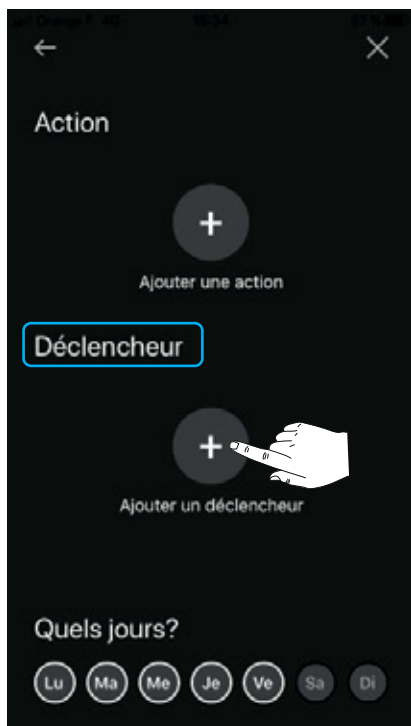 Action
+
Ajouter une action
Déclencheur
+
Ajouter un déclencheur
Quels jours?
Lu Ma Me Je Ve Sa Di